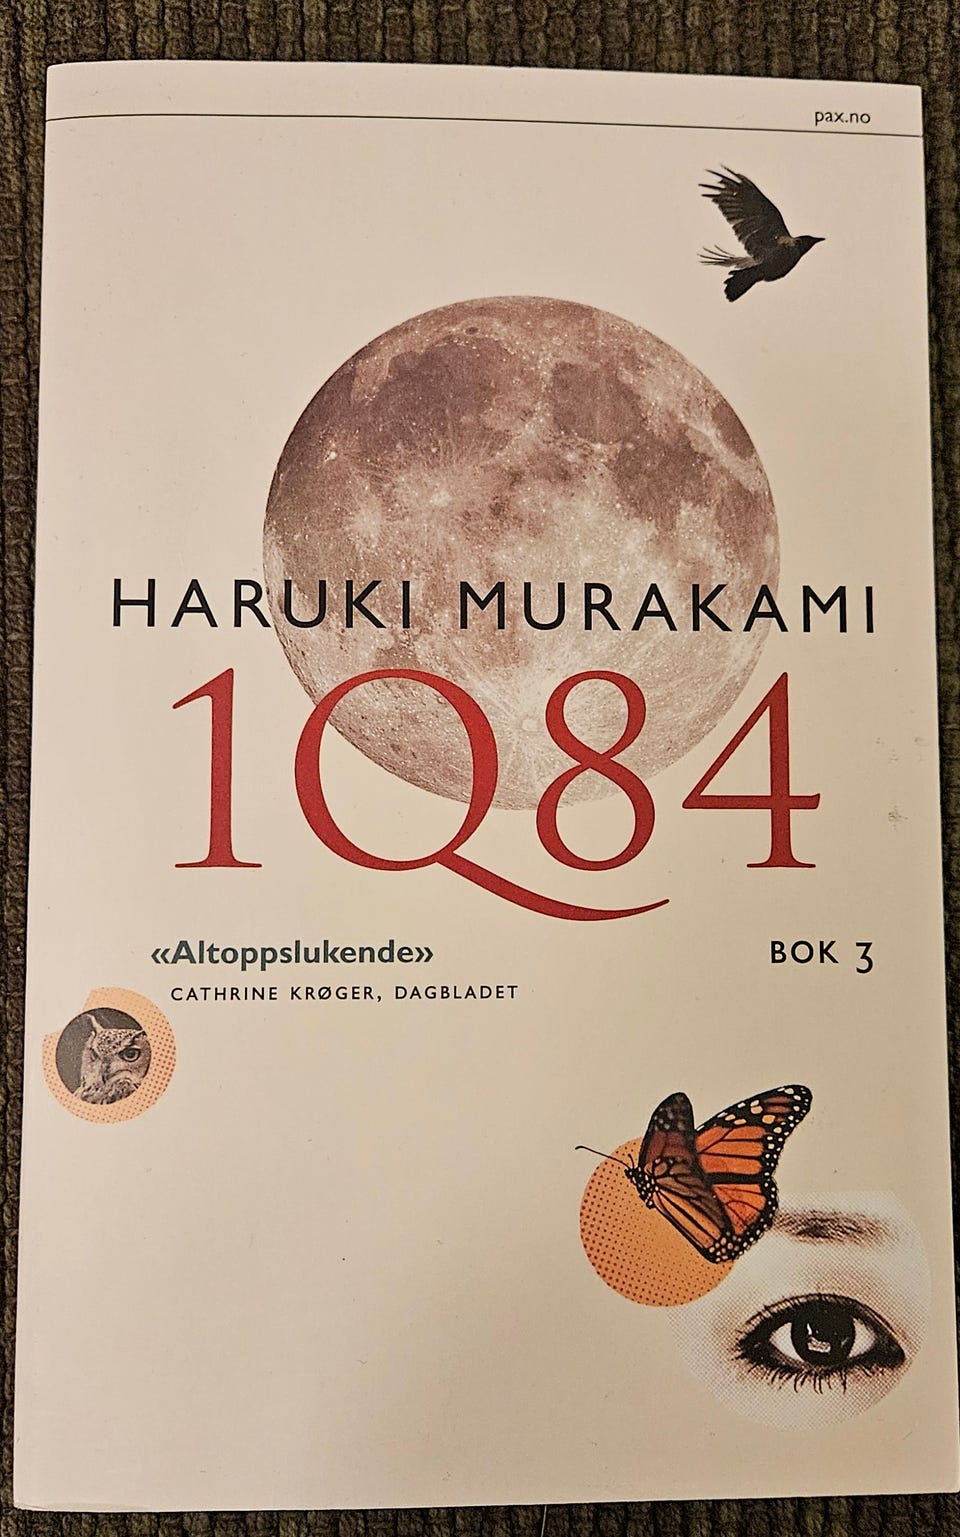 pax.no
HARUKI MURAKAMI
1Q84
«Altoppslukende»
CATHRINE KRØGER, DAGBLADET
BOK 3